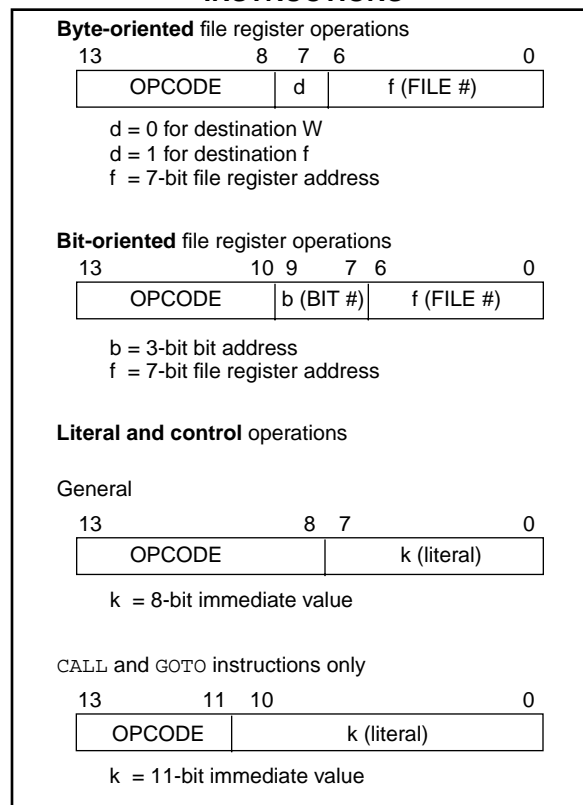 Byte-oriented file register operations
13 8 7 6 0
OPCODE d f (FILE #)
d = 0 for destination W
d = 1 for destination f
f = 7-bit file register address
Bit-oriented file register operations
13 10 9 7 6 0
OPCODE b (BIT #) f (FILE #)
b = 3-bit bit address
f = 7-bit file register address
Literal and control operations
General
13 8 7 0
OPCODE k (literal)
k = 8-bit immediate value
CALL and GOTO instructions only
13 11 10 0
OPCODE k (literal)
k = 11-bit immediate value